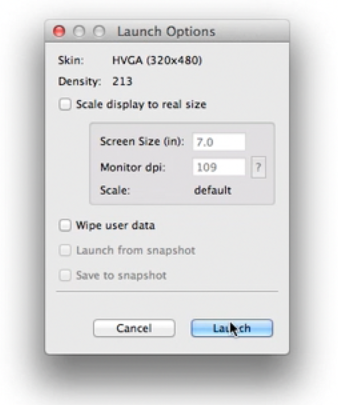 Launch Options
Skin: HVGA (320x480)
Density: 213
Scale display to real size
Screen Size (in): 7.0
Monitor dpi: 109 ?
Scale: default
Wipe user data
Launch from snapshot
Save to snapshot
Cancel Launch